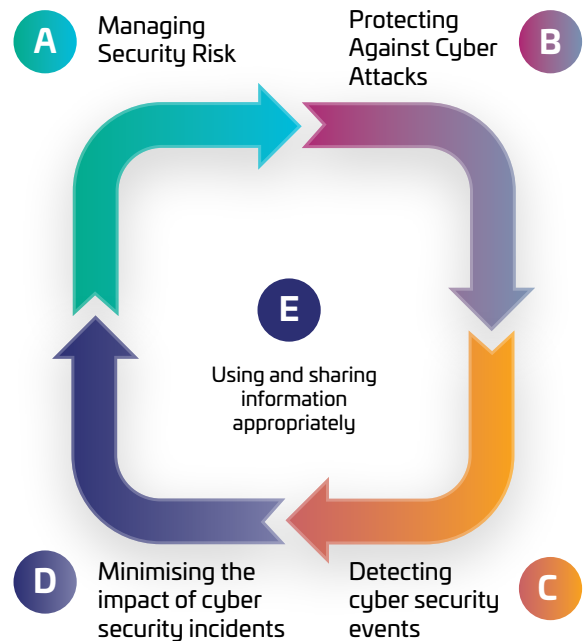 A
Managing
Security Risk
Protecting
Against Cyber
Attacks
B
E
Using and sharing
information
appropriately
D
Minimising the
impact of cyber
security incidents
Detecting
cyber security
events
C